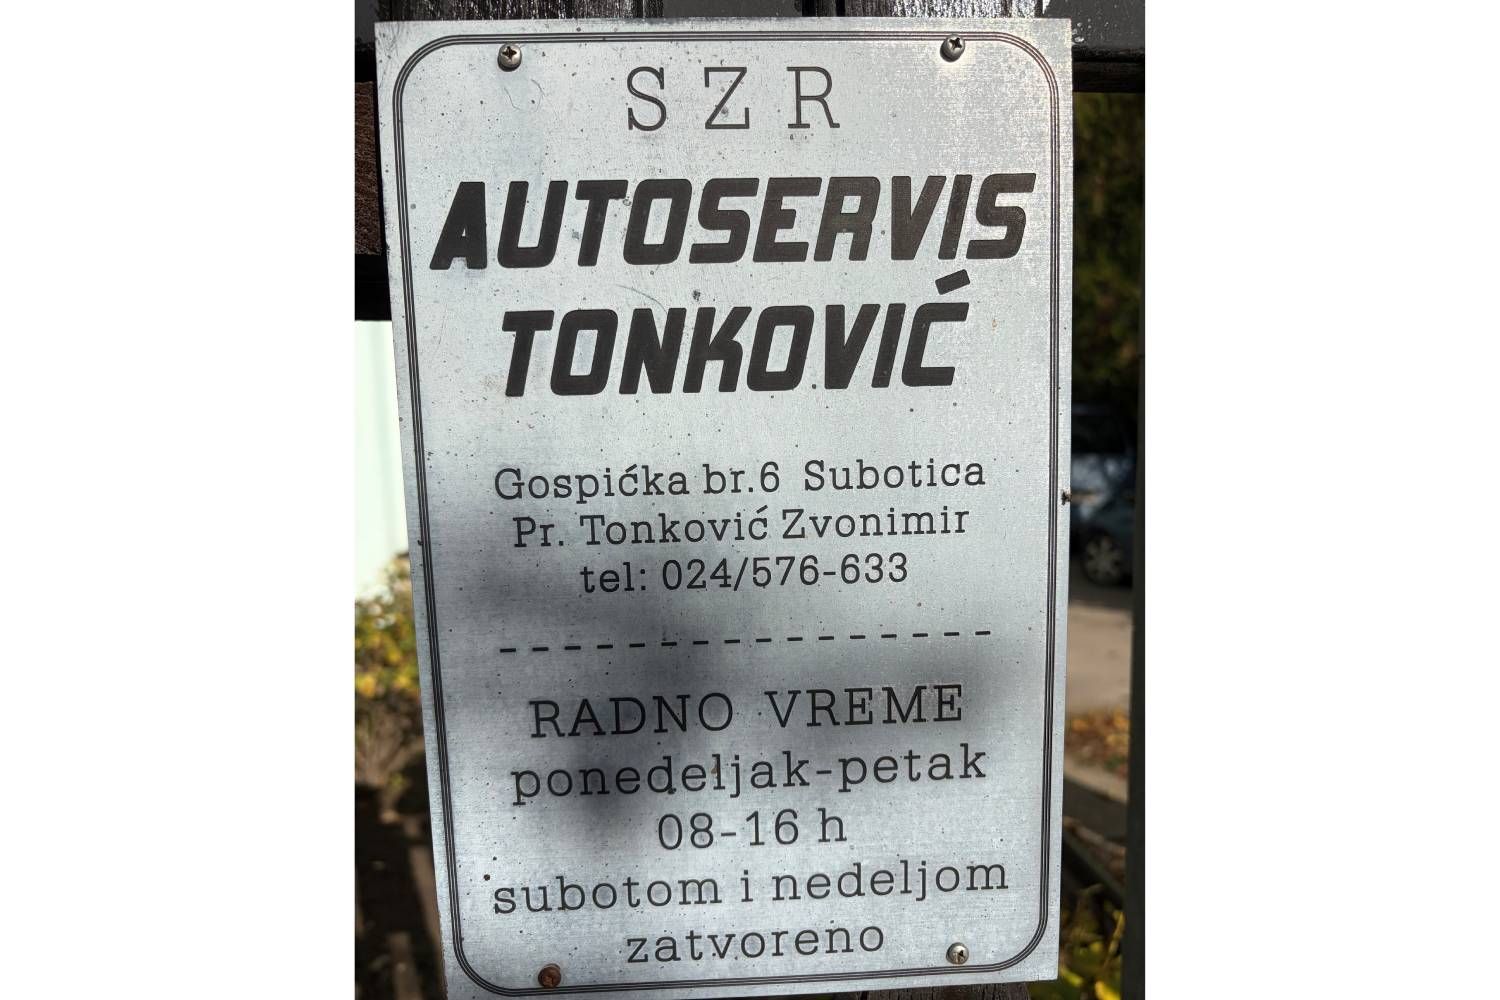 SZR
AUTOSERVIS
TONKOVIĆ
Gospićka br.6 Subotica
Pr. Tonković Zvonimir
tel: 024/576-633
-----------------
RADNO VREME
ponedeljak-petak
08-16 h
subotom i nedeljom
zatvoreno